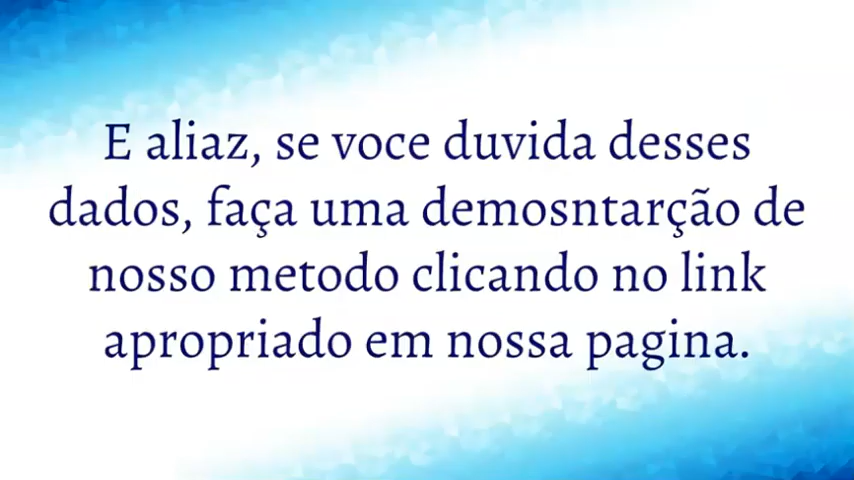 E aliaz, se voce duvida desses
dados, faça uma demosntarção de
nosso metodo clicando no link
apropriado em nossa pagina.